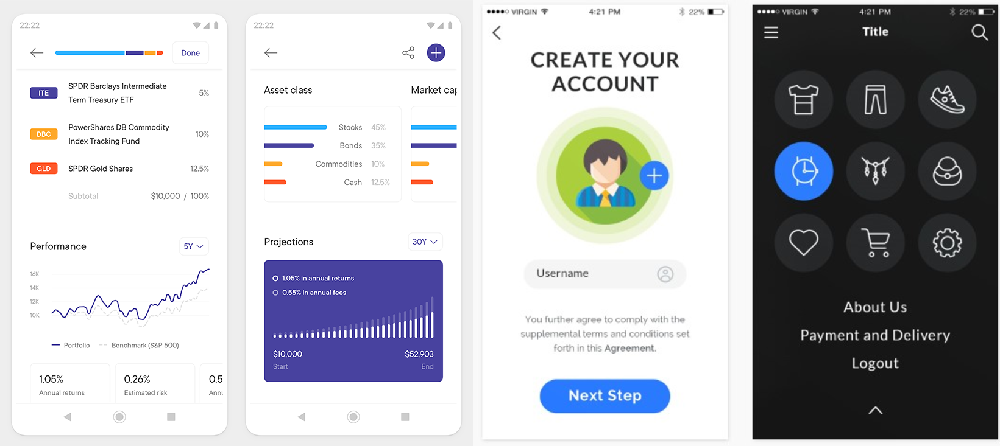 22:22
Done
ITE
SPDR Barclays Intermediate
Term Treasury ETF
5%
DBC
PowerShares DB Commodity
Index Tracking Fund
10%
GLD
SPDR Gold Shares
12.5%
Subtotal
$10,000 / 100%
Performance
5Y
16K
14K
12K
10K
Portfolio
Benchmark (S&P 500)
1.05%
Annual returns
0.26%
Estimated risk
0.5
Annu
22:22
Asset class
Market cap
Stocks 45%
Bonds 35%
Commodities 10%
Cash 12.5%
Projections
30Y
1.05% in annual returns
0.55% in annual fees
$10,000
$52,903
Start
End
VIRGIN
4:21 PM
22%
CREATE YOUR
ACCOUNT
Username
You further agree to comply with the
supplemental terms and conditions set
forth in this Agreement.
Next Step
VIRGIN
4:21 PM
22%
Title
About Us
Payment and Delivery
Logout